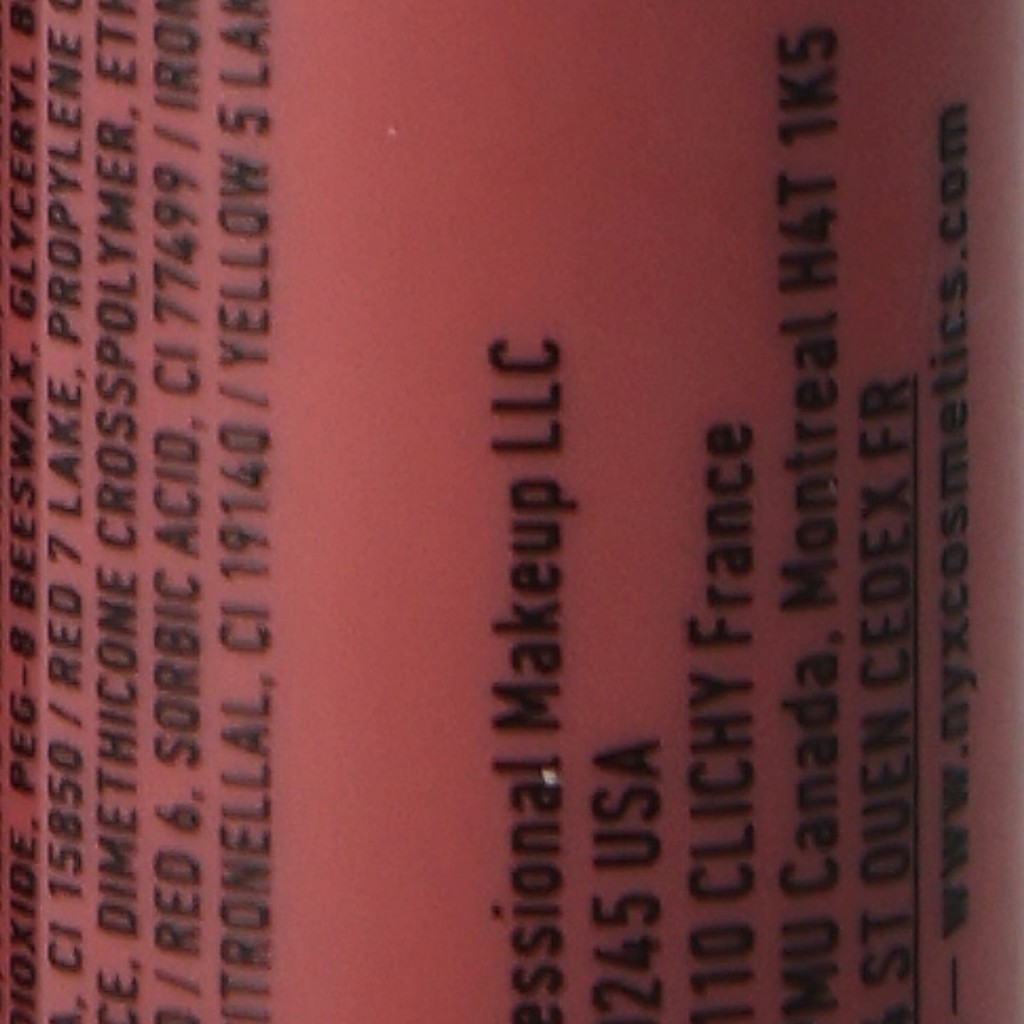 DIOXIDE, PEG-8 BEESWAX, GLYCERYL B
, CI 15850 / RED 7 LAKE, PROPYLENE C
CE, DIMETHICONE CROSSPOLYMER, ETH
/ RED 6, SORBIC ACID, CI 77499 / IRON
ITRONELLAL, CI 19140 / YELLOW 5 LAK
essional Makeup LLC
0245 USA
110 CLICHY France
MU Canada, Montreal H4T 1K5
ST OUEN CEDEX FR
— www.nyxcosmetics.com